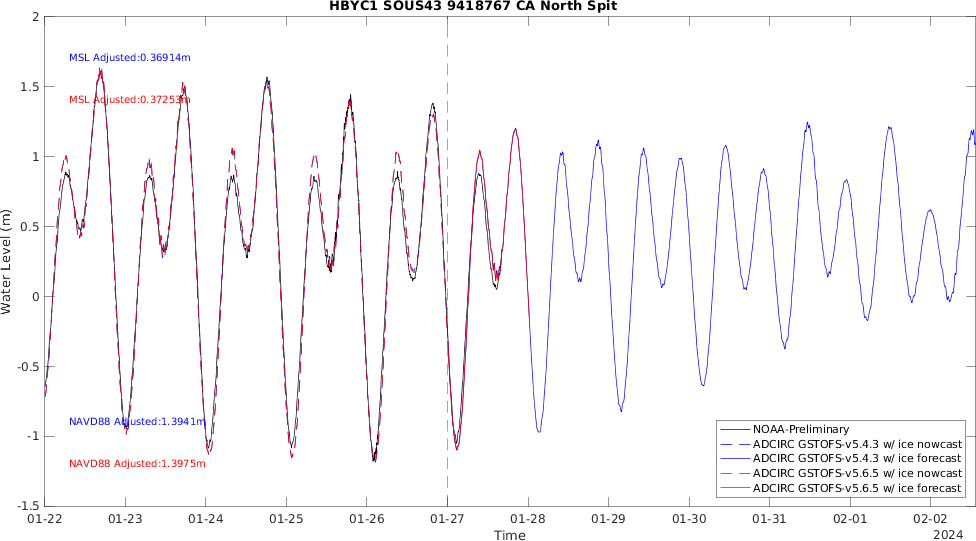 HBYC1 SOUS43 9418767 CA North Spit
2
1.5
1
0.5
0
-0.5
-1
-1.5
Water Level (m)
MSL Adjusted:0.36914m
MSL Adjusted:0.37253m
NAVD88 Adjusted:1.3941m
NAVD88 Adjusted:1.3975m
NOAA-Preliminary
ADCIRC GSTOFS-v5.4.3 w/ ice nowcast
ADCIRC GSTOFS-v5.4.3 w/ ice forecast
ADCIRC GSTOFS-v5.6.5 w/ ice nowcast
ADCIRC GSTOFS-v5.6.5 w/ ice forecast
01-22 01-23 01-24 01-25 01-26 01-27 01-28 01-29 01-30 01-31 02-01 02-02
2024
Time